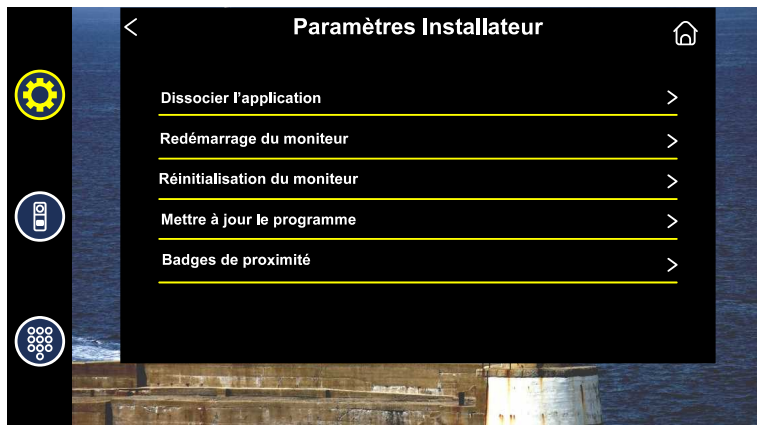 Paramètres Installateur
Dissocier l'application
Redémarrage du moniteur
Réinitialisation du moniteur
Mettre à jour le programme
Badges de proximité